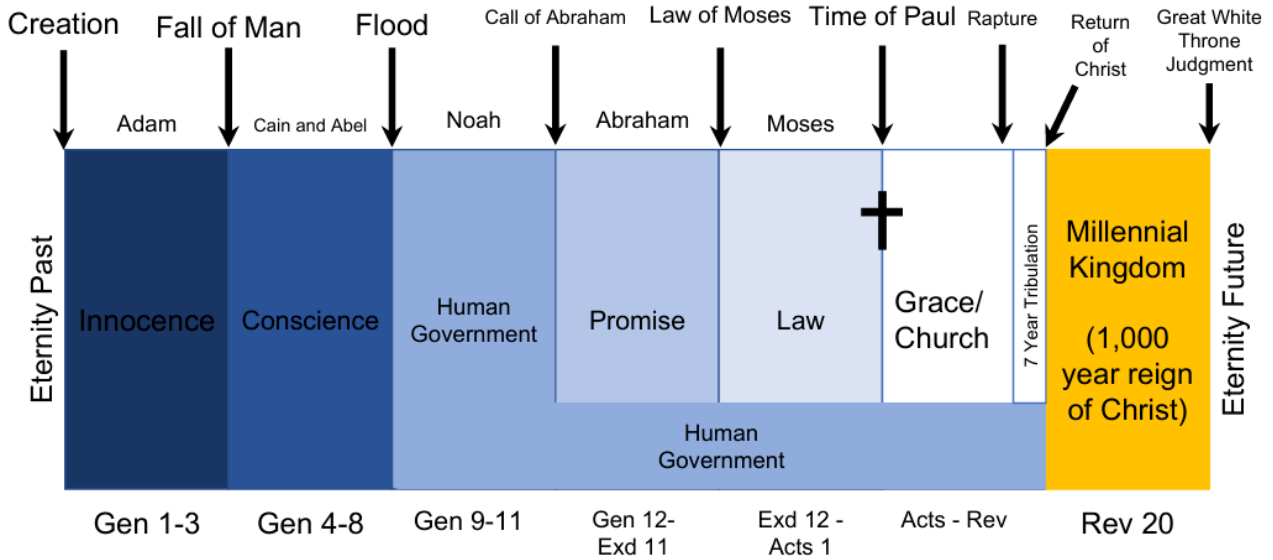 Creation
Fall of Man
Flood
Call of Abraham
Law of Moses
Time of Paul
Rapture
Return
of
Christ
Great White
Throne
Judgment
Adam
Cain and Abel
Noah
Abraham
Moses
Eternity Past
Innocence
Conscience
Human
Government
Promise
Law
Grace/
Church
7 Year Tribulation
Millennial
Kingdom
(1,000
year reign
of Christ)
Eternity Future
Human
Government
Gen 1-3
Gen 4-8
Gen 9-11
Gen 12-
Exd 11
Exd 12 -
Acts 1
Acts - Rev
Rev 20